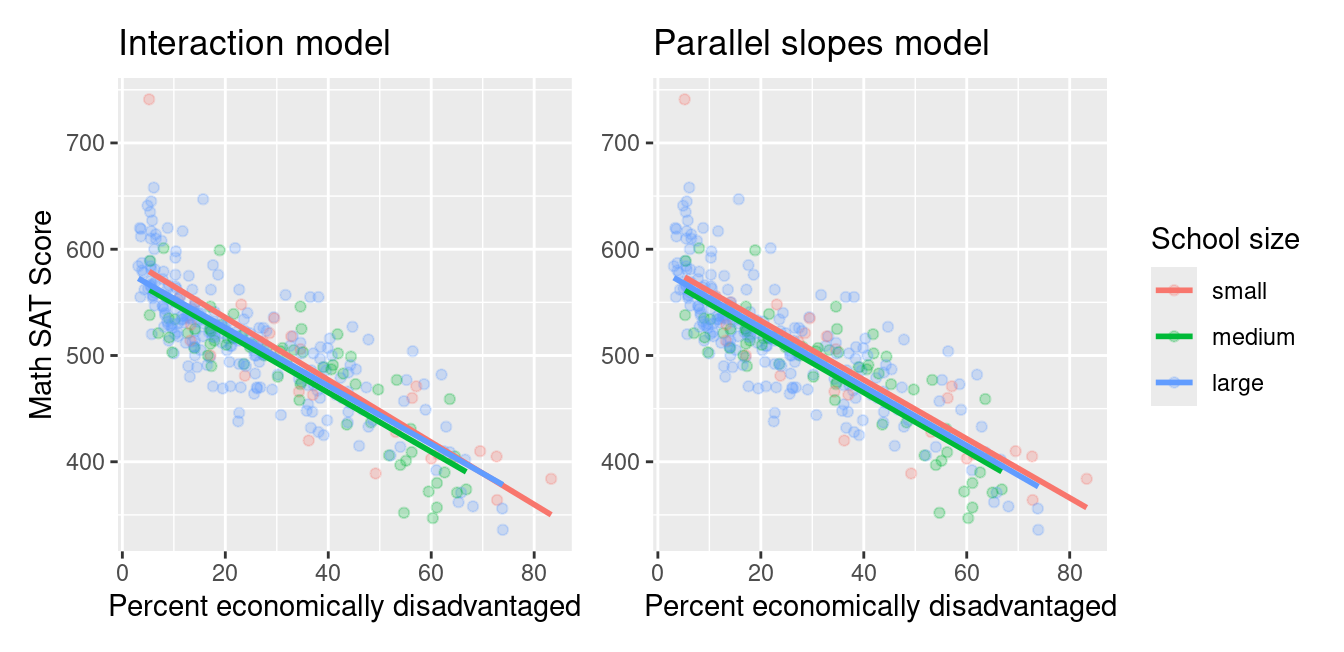 Interaction model
Parallel slopes model
Math SAT Score
700
600
500
400
0 20 40 60 80
Percent economically disadvantaged
700
600
500
400
0 20 40 60 80
Percent economically disadvantaged
School size
small
medium
large